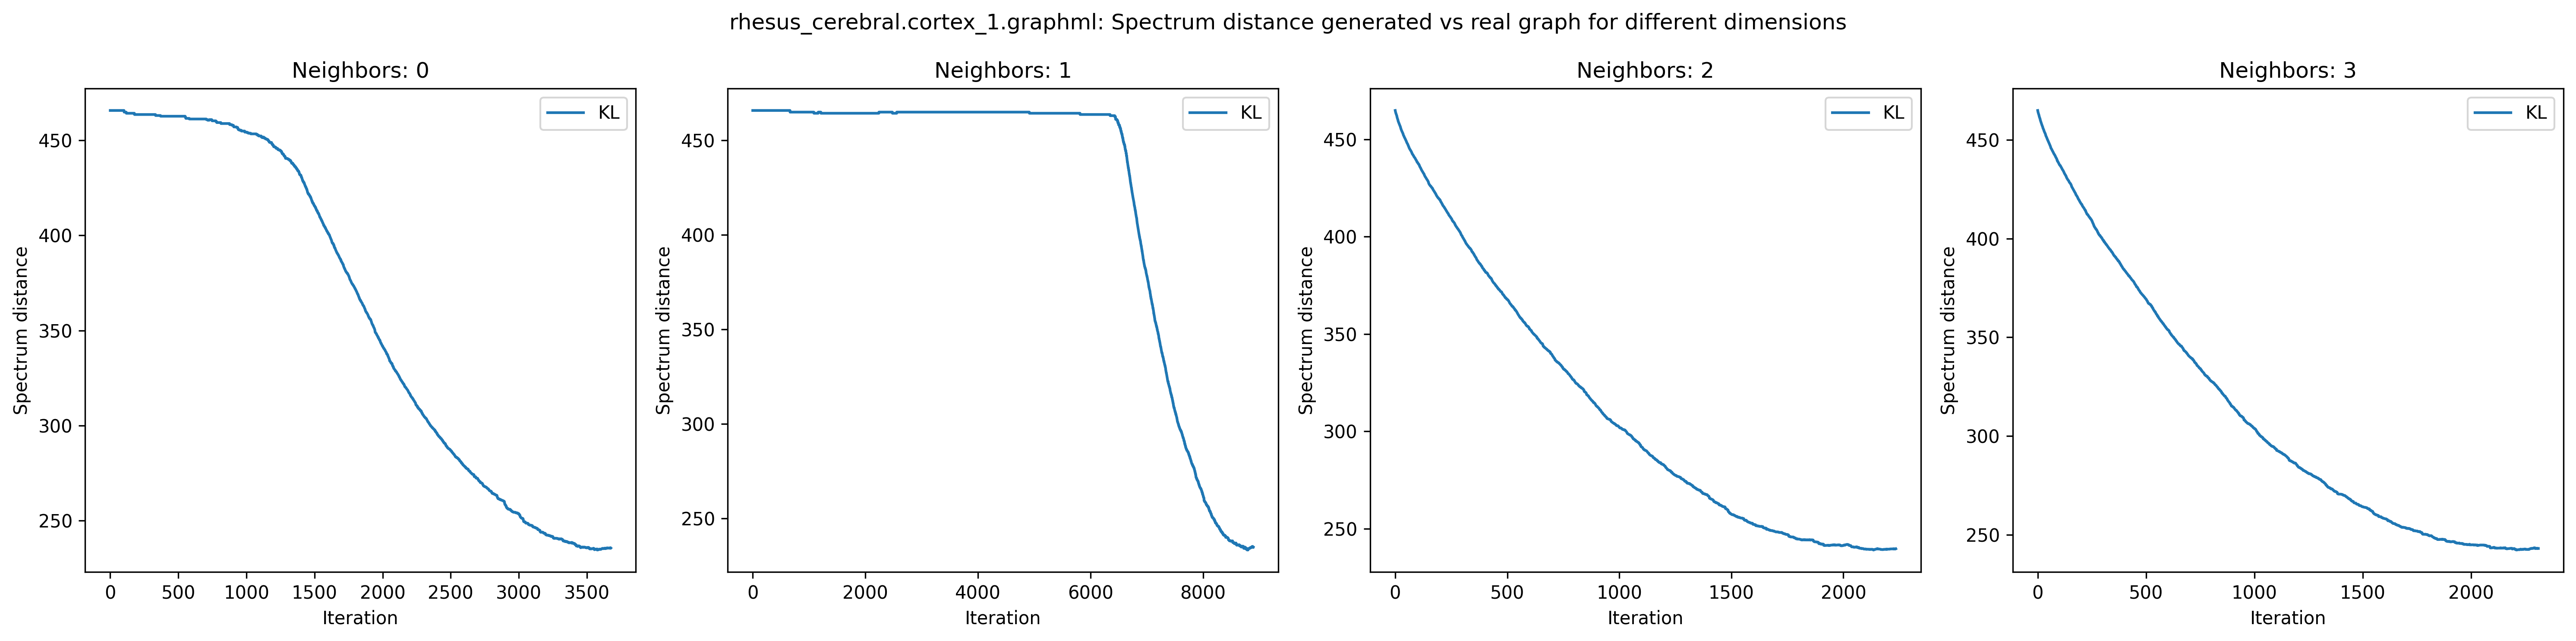 rhesus_cerebral.cortex_1.graphml: Spectrum distance generated vs real graph for different dimensions
Neighbors: 0
KL
450
400
350
300
250
Spectrum distance
0 500 1000 1500 2000 2500 3000 3500
Iteration
Neighbors: 1
KL
450
400
350
300
250
Spectrum distance
0 2000 4000 6000 8000
Iteration
Neighbors: 2
KL
450
400
350
300
250
Spectrum distance
0 500 1000 1500 2000
Iteration
Neighbors: 3
KL
450
400
350
300
250
Spectrum distance
0 500 1000 1500 2000
Iteration